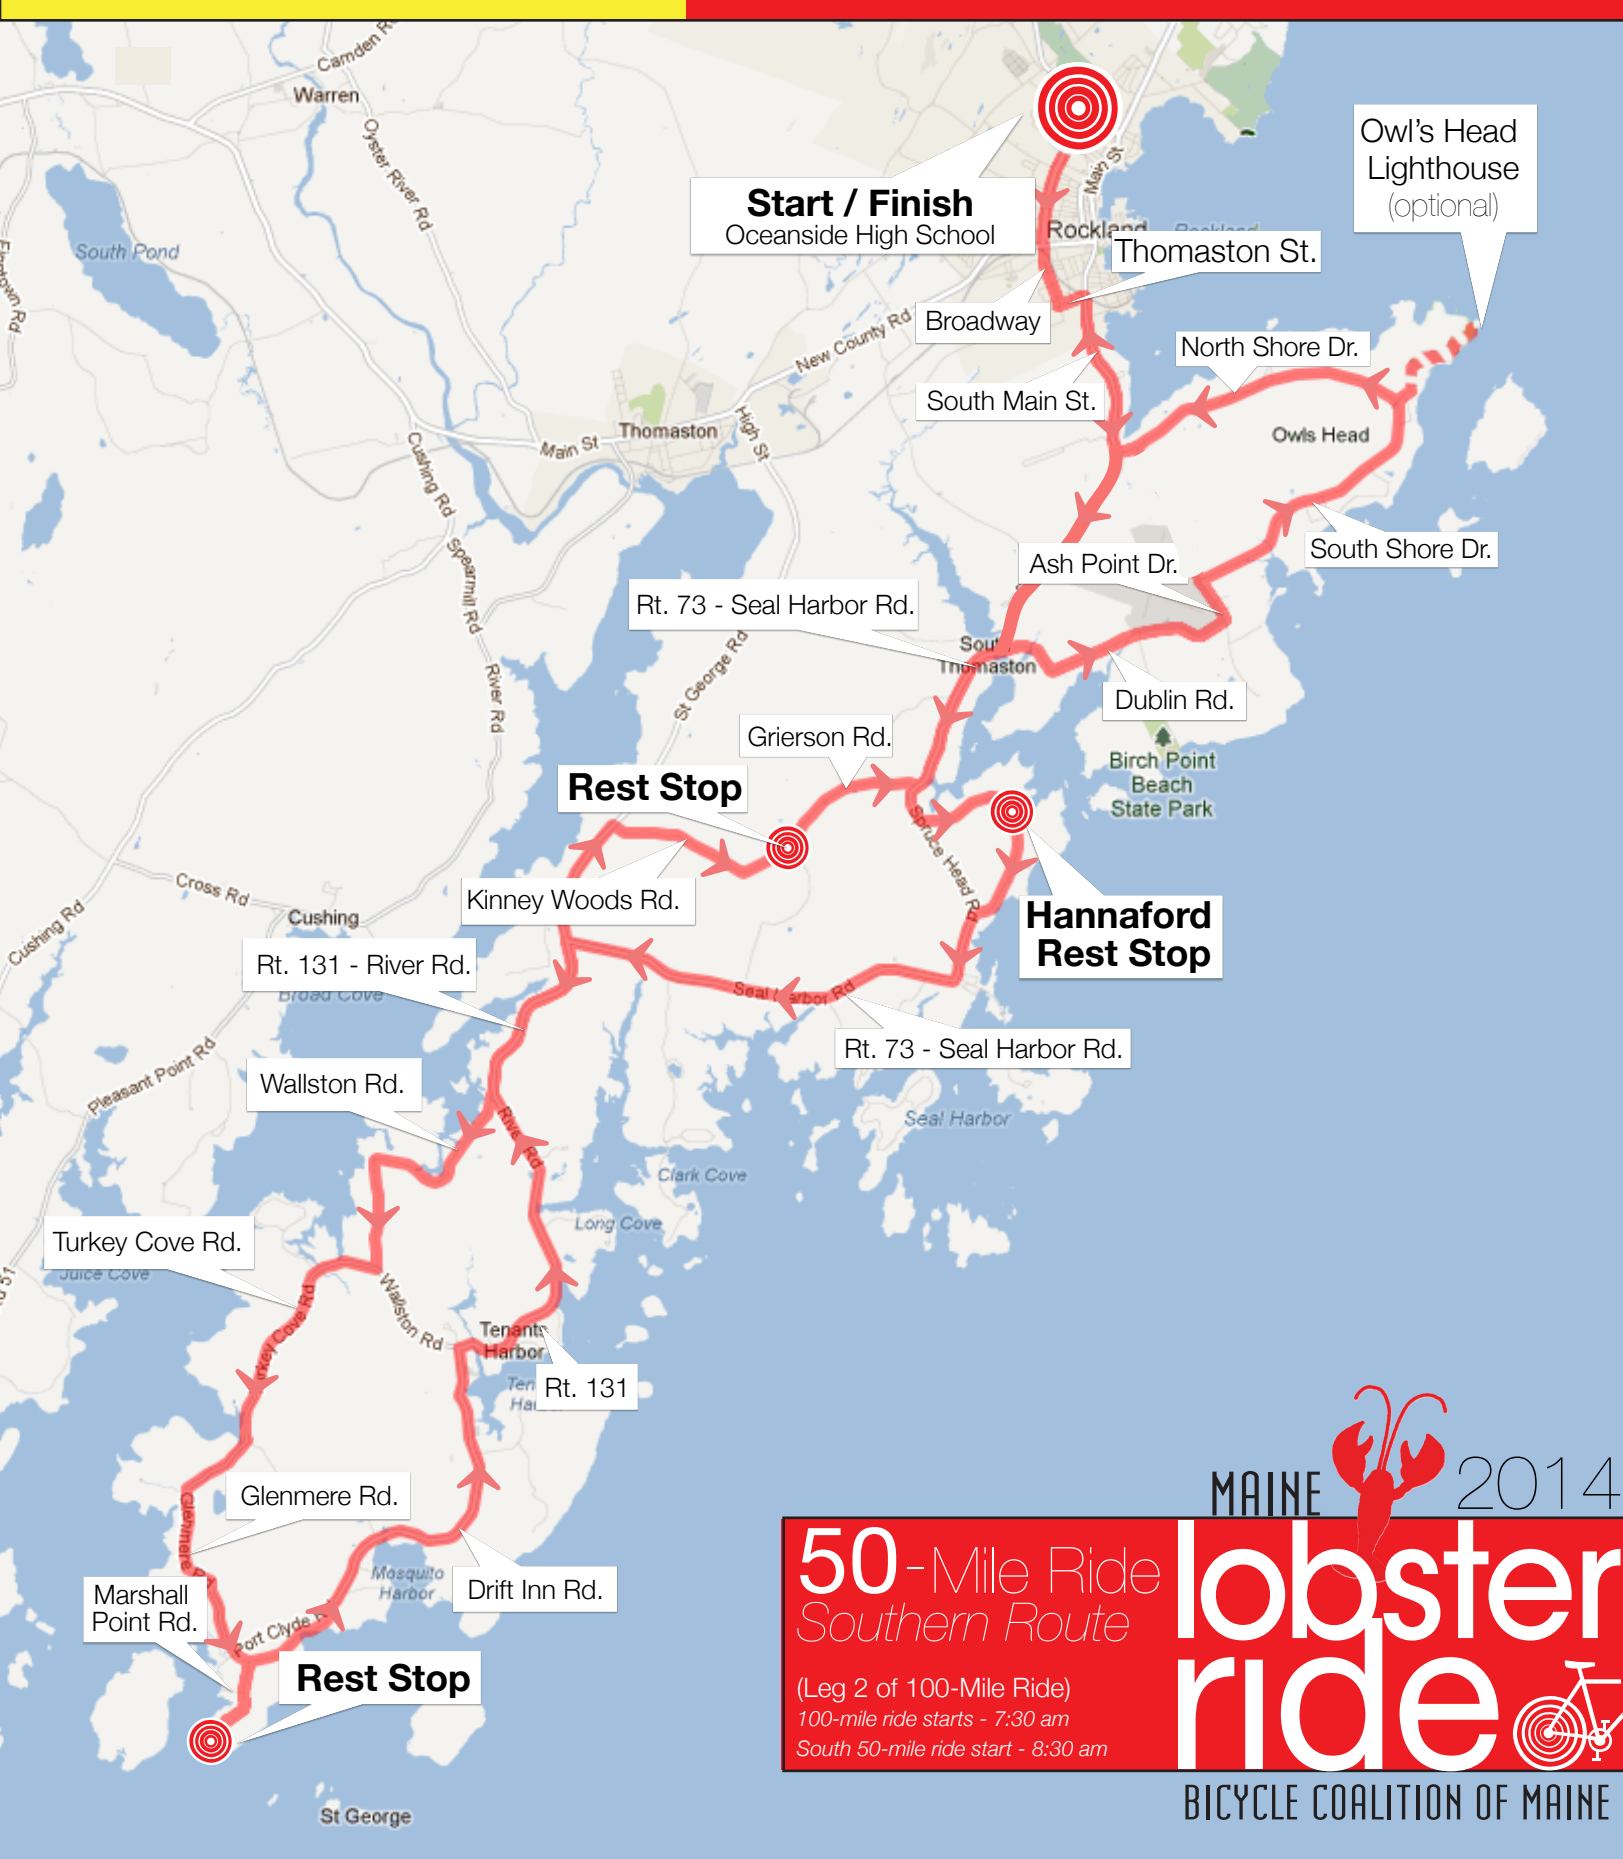 Camden R
Warren
Oyster River Rd
South Pond
Start / Finish
Oceanside High School
Main St
Rockland
Rockland
Thomaston St.
Owl's Head
Lighthouse
(optional)
Broadway
New County Rd
North Shore Dr.
South Main St.
Owls Head
Main St
Thomaston
High St
Cushing Rd
Spearmill Rd
River Rd
South Shore Dr.
Ash Point Dr.
Rt. 73 - Seal Harbor Rd.
Sout
Thomaston
St George Rd
Dublin Rd.
Grierson Rd.
Birch Point
Beach
State Park
Rest Stop
Spruce Head Rd
Kinney Woods Rd.
Hannaford
Rest Stop
Cross Rd
Cushing
Cushing Rd
Rt. 131 - River Rd.
Broad Cove
Seal Harbor Rd
Rt. 73 - Seal Harbor Rd.
Pleasant Point Rd
Wallston Rd.
River Rd
Seal Harbor
Clark Cove
Long Cove
Turkey Cove Rd.
Juice Cove
rkey Cove Rd
Wallston Rd
Tenants
Harbor
Ten
Ha
Rt. 131
Glenmere Rd.
Glenmere Rd
Mosquito
Harbor
Drift Inn Rd.
Marshall
Point Rd.
Port Clyde R
Rest Stop
St George
MAINE 2014
lobster
ride
50-Mile Ride
Southern Route
(Leg 2 of 100-Mile Ride)
100-mile ride starts - 7:30 am
South 50-mile ride start - 8:30 am
BICYCLE COALITION OF MAINE